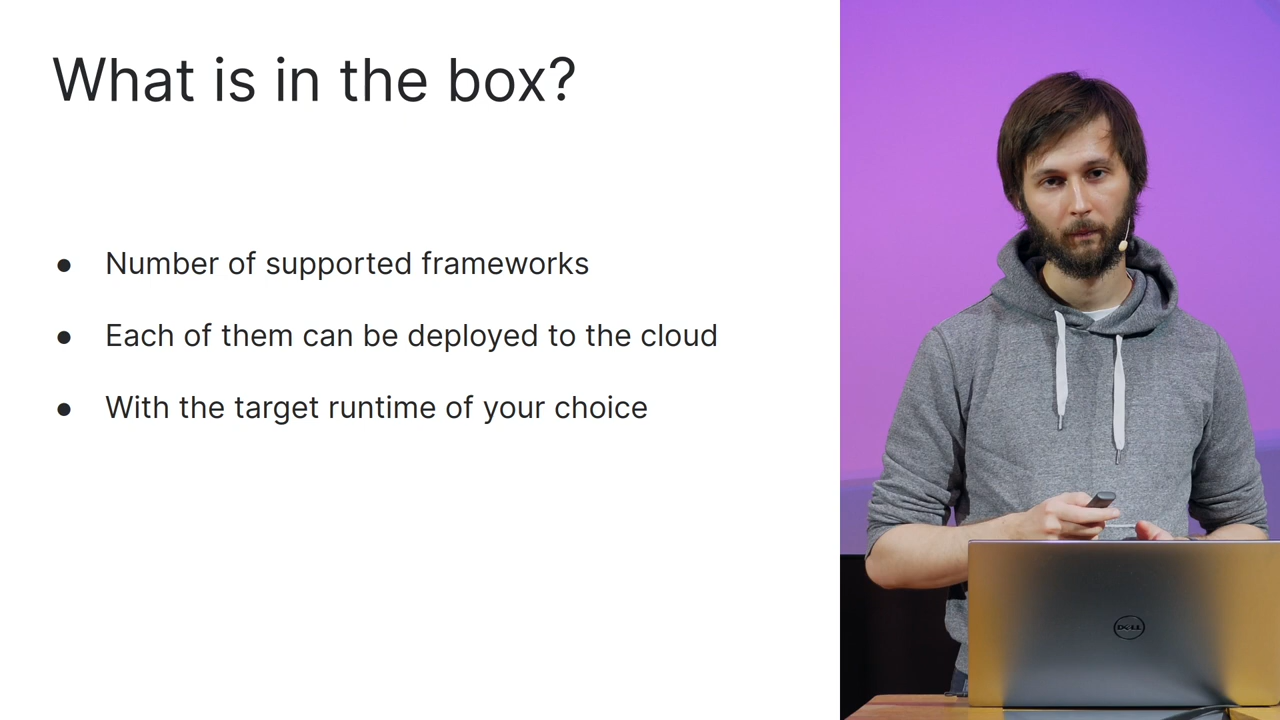 What is in the box?
● Number of supported frameworks
● Each of them can be deployed to the cloud
● With the target runtime of your choice
DELL